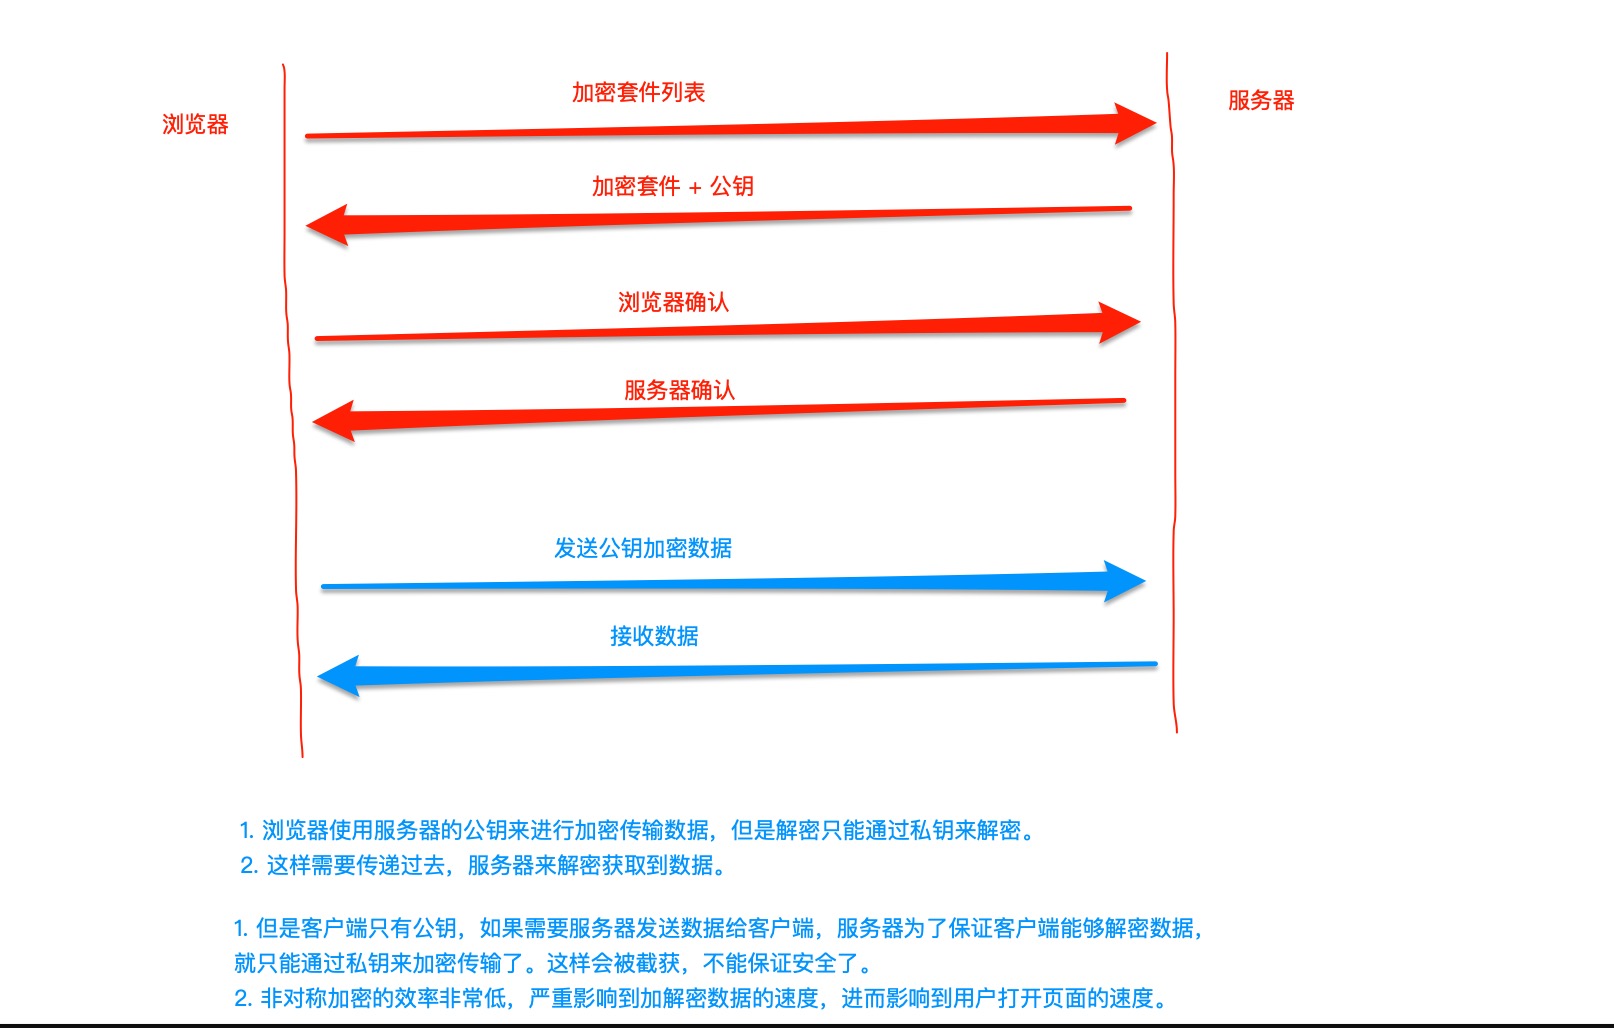 加密套件列表
服务器
浏览器
加密套件 + 公钥
浏览器确认
服务器确认
发送公钥加密数据
接收数据
1. 浏览器使用服务器的公钥来进行加密传输数据，但是解密只能通过私钥来解密。
2. 这样需要传递过去，服务器来解密获取到数据。
1. 但是客户端只有公钥，如果需要服务器发送数据给客户端，服务器为了保证客户端能够解密数据，
就只能通过私钥来加密传输了。这样会被截获，不能保证安全了。
2. 非对称加密的效率非常低，严重影响到加解密数据的速度，进而影响到用户打开页面的速度。